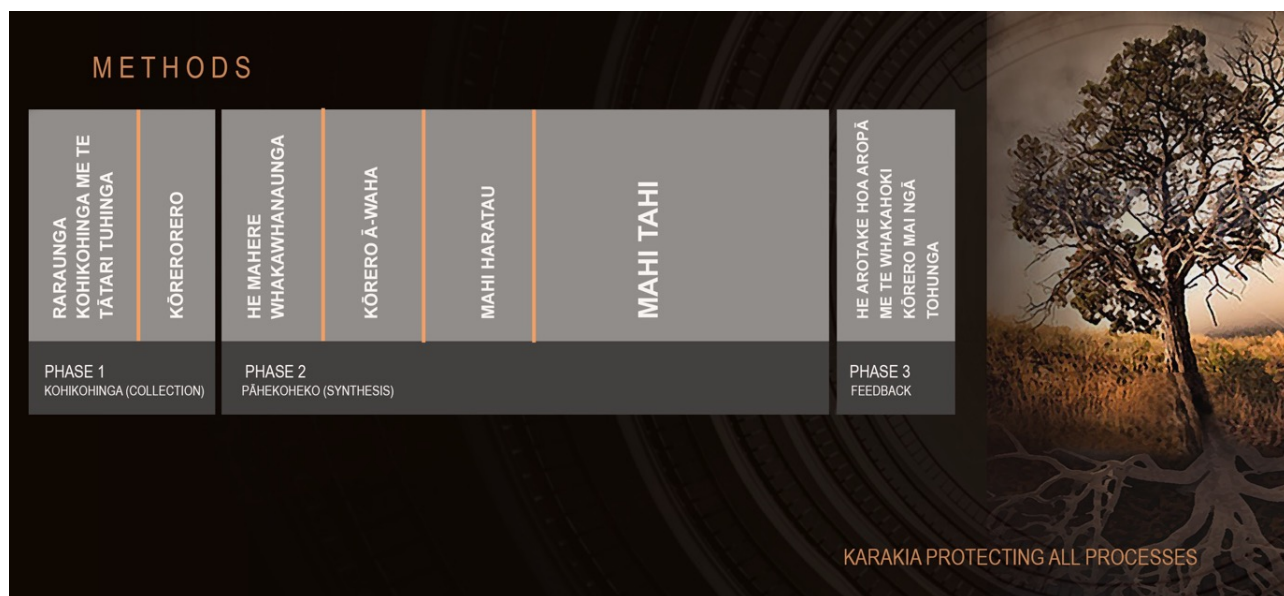 METHODS
RARAUNGA
KOHIKOHINGA ME TE
TĀTARI TUHINGA
KŌRERORERO
HE MAHERE
WHAKAWHANAUNGA
KŌRERO Ā-WAHA
MAHI HARATAU
MAHI TAHI
HE AROTAKE HOA AROPĀ
ME TE WHAKAHOKI
KŌRERO MAI NGĀ
TOHUNGA
PHASE 1
KOHIKOHINGA (COLLECTION)
PHASE 2
PĀHEKOHEKO (SYNTHESIS)
PHASE 3
FEEDBACK
KARAKIA PROTECTING ALL PROCESSES